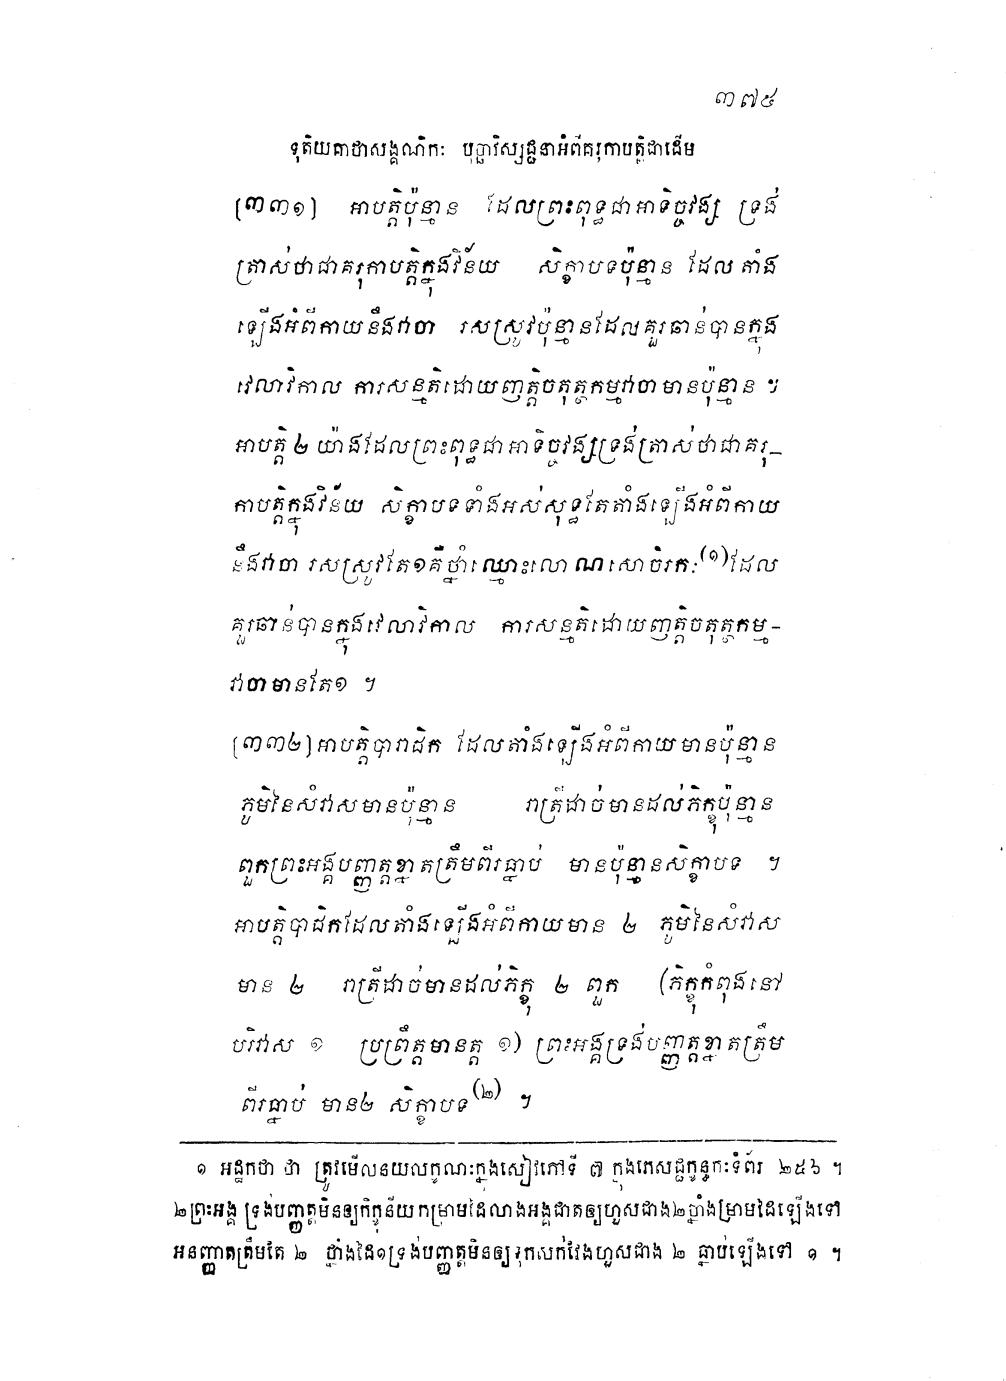 ៣៧៥
ទុតិយគាថាសង្គណិកៈ បុច្ឆាវិស្សជ្ជនាអំពីគរុកាបត្តិជាដើម
(៣៣១) អាបត្តិប៉ុន្មាន ដែលព្រះពុទ្ធជាអាទិច្ចវង្ស ទ្រង់
ត្រាស់ថាជាគរុកាបត្តិក្នុងវិន័យ សិក្ខាបទប៉ុន្មាន ដែល តាំង
ឡើងអំពីកាយនឹងវាចា រសស្រូវប៉ុន្មានដែលគួរឆាន់បានក្នុង
វេលាវិកាល ការសន្មតិដោយញត្តិចតុត្ថកម្មវាចាមានប៉ុន្មាន ។
អាបត្តិ ២ យ៉ាងដែលព្រះពុទ្ធជាអាទិច្ចវង្សទ្រង់ត្រាស់ថាជាគរុ-
កាបត្តិក្នុងវិន័យ សិក្ខាបទទាំងអស់សុទ្ធតែតាំងឡើងអំពីកាយ
នឹងវាចា រសស្រូវតែ១គឺថ្នាំឈ្មោះលោណសោចិរកៈ(១)ដែល
គួរឆាន់បានក្នុងវេលាវិកាល ការសន្មតិដោយញត្តិចតុត្ថកម្ម-
វាចាមានតែ១ ។
(៣៣២)អាបត្តិបារាជិក ដែលតាំងឡើងអំពីកាយមានប៉ុន្មាន
ភូមិនៃសំវាសមានប៉ុន្មាន រាត្រីដាច់មានដល់ភិក្ខុប៉ុន្មាន
ពួកព្រះអង្គបញ្ញត្តខ្នាតត្រឹមពីរធ្នាប់ មានប៉ុន្មានសិក្ខាបទ ។
អាបត្តិបាជិកដែលតាំងឡើងអំពីកាយមាន ២ ភូមិនៃសំវាស
មាន ២ រាត្រីដាច់មានដល់ភិក្ខុ ២ ពួក (ភិក្ខុកំពុងនៅ
បរិវាស ១ ប្រព្រឹត្តមានត្ត ១) ព្រះអង្គទ្រង់បញ្ញត្តខ្នាតត្រឹម
ពីរធ្នាប់ មាន២ សិក្ខាបទ(២) ។
១ អដ្ឋកថា ថា ត្រូវមើលនយលក្ខណៈក្នុងសៀវភៅទី ៧ ក្នុងភេសជ្ជក្ខន្ធកៈទំព័រ ២៥៦ ។
២ព្រះអង្គ ទ្រង់បញ្ញត្តមិនឲ្យភិក្ខុនីយកម្រាមដៃលាងអង្គជាតឲ្យហួសជាង២ថ្នាំងម្រាមដៃឡើងទៅ
អនញ្ញាតត្រឹមតែ ២ ថ្នាំងដៃ១ទ្រង់បញ្ញត្តមិនឲ្យទុកសក់វែងហួសជាង ២ ធ្នាប់ឡើងទៅ ១ ។